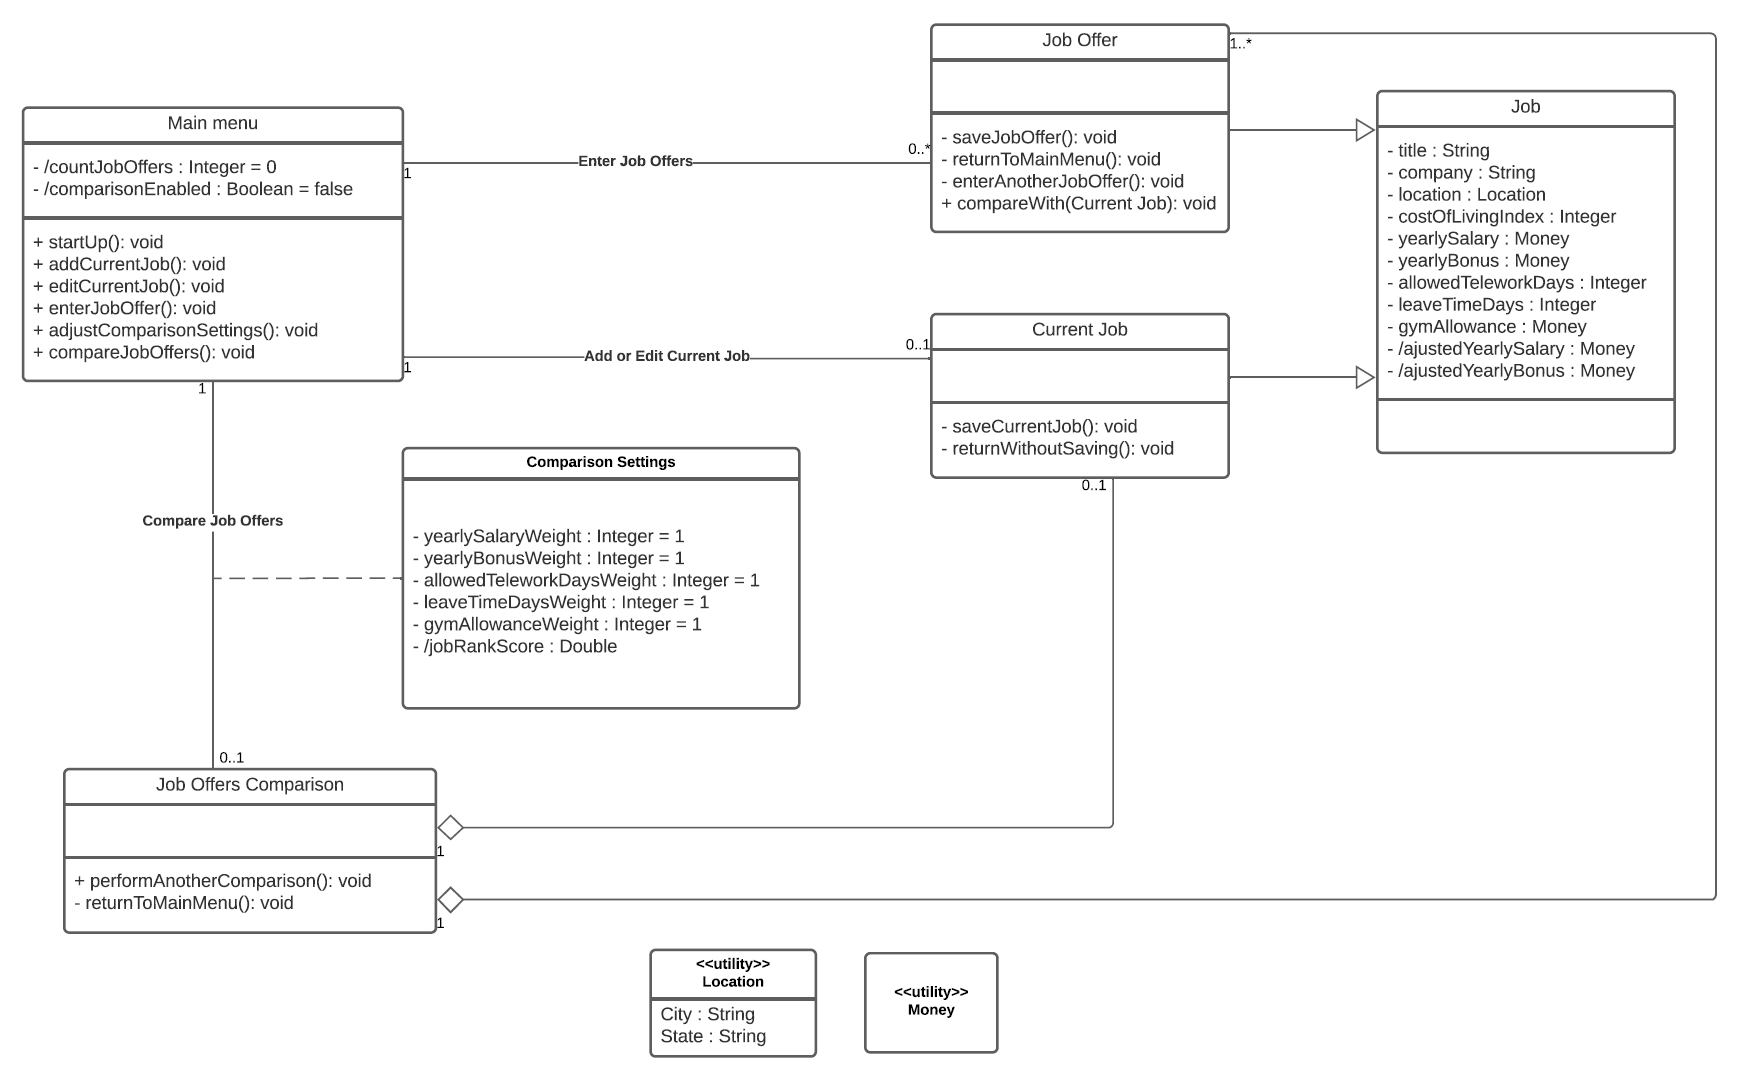 Main menu
- /countJobOffers : Integer = 0
- /comparisonEnabled : Boolean = false
+ startUp(): void
+ addCurrentJob(): void
+ editCurrentJob(): void
+ enterJobOffer(): void
+ adjustComparisonSettings(): void
+ compareJobOffers(): void
1
Enter Job Offers
0..*
1
Add or Edit Current Job
0..1
Job Offer
1..*
- saveJobOffer(): void
- returnToMainMenu(): void
- enterAnotherJobOffer(): void
+ compareWith(Current Job): void
Job
- title : String
- company : String
- location : Location
- costOfLivingIndex : Integer
- yearlySalary : Money
- yearlyBonus : Money
- allowedTeleworkDays : Integer
- leaveTimeDays : Integer
- gymAllowance : Money
- /ajustedYearlySalary : Money
- /ajustedYearlyBonus : Money
Current Job
- saveCurrentJob(): void
- returnWithoutSaving(): void
0..1
1
Compare Job Offers
0..1
Comparison Settings
- yearlySalaryWeight : Integer = 1
- yearlyBonusWeight : Integer = 1
- allowedTeleworkDaysWeight : Integer = 1
- leaveTimeDaysWeight : Integer = 1
- gymAllowanceWeight : Integer = 1
- /jobRankScore : Double
Job Offers Comparison
1
+ performAnotherComparison(): void
- returnToMainMenu(): void
1
<<utility>>
Location
City : String
State : String
<<utility>>
Money